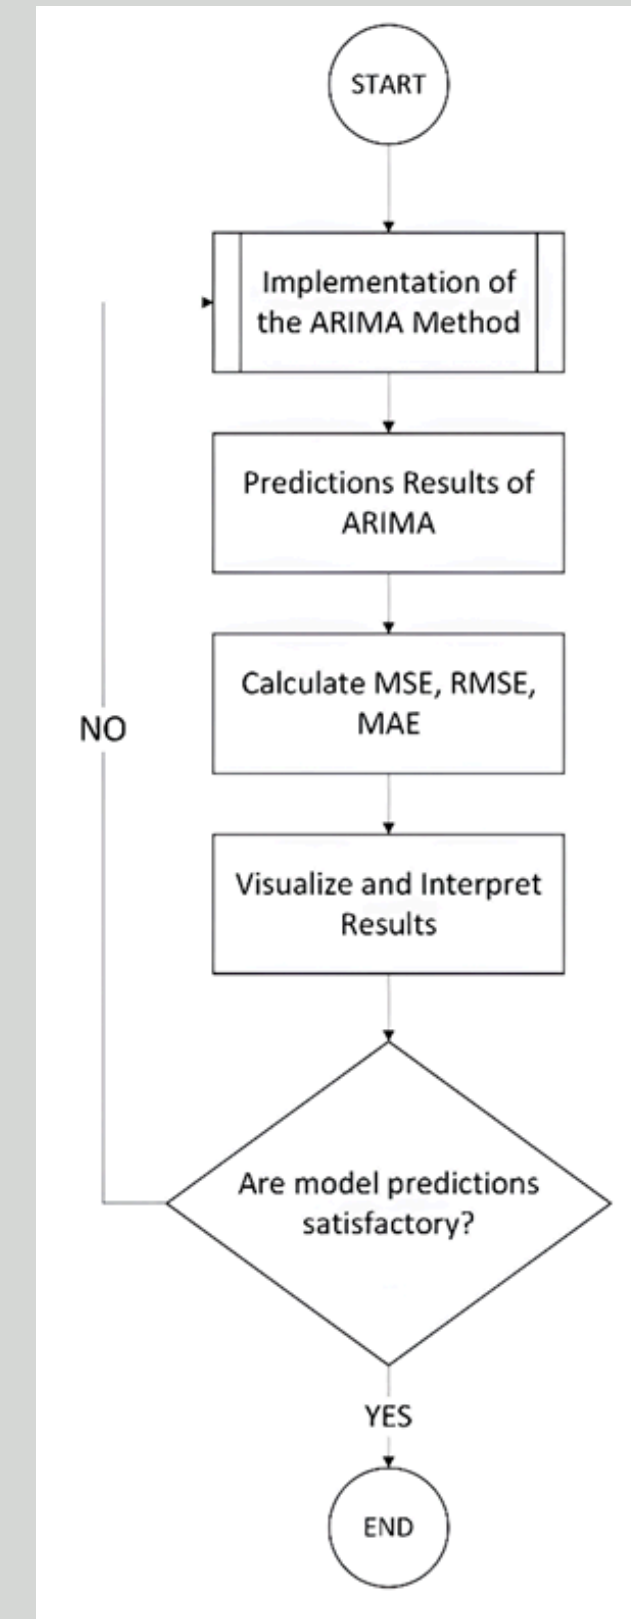 START
Implementation of
the ARIMA Method
Predictions Results of
ARIMA
Calculate MSE, RMSE,
MAE
NO
Visualize and Interpret
Results
Are model predictions
satisfactory?
YES
END